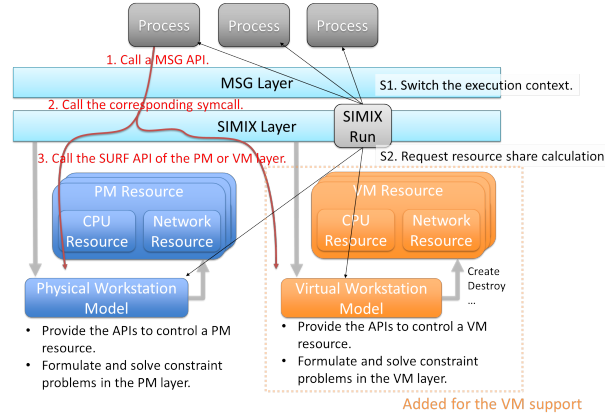 Process
Process
Process
1. Call a MSG API.
MSG Layer
S1. Switch the execution context.
2. Call the corresponding symcall.
SIMIX Layer
SIMIX
Run
3. Call the SURF API of the PM or VM layer.
S2. Request resource share calculation
PM Resource
CPU
Resource
Network
Resource
VM Resource
CPU
Resource
Network
Resource
Physical Workstation
Model
Virtual Workstation
Model
Create
Destroy
...
• Provide the APIs to control a PM
resource.
• Formulate and solve constraint
problems in the PM layer.
• Provide the APIs to control a VM
resource.
• Formulate and solve constraint
problems in the VM layer.
Added for the VM support